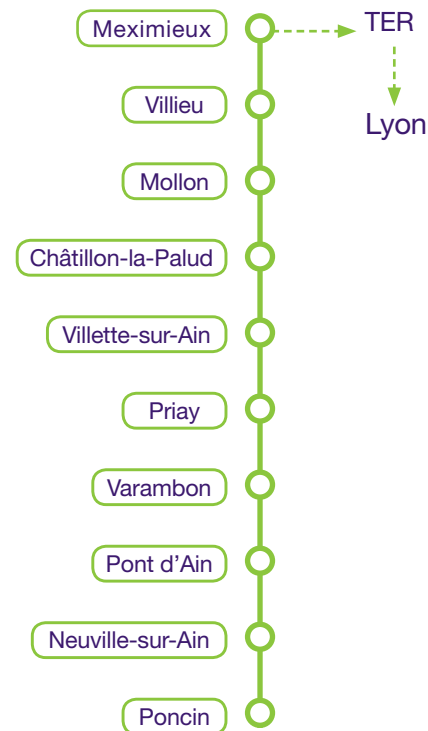 Meximieux
TER
Villieu
Lyon
Mollon
Châtillon-la-Palud
Villette-sur-Ain
Priay
Varambon
Pont d'Ain
Neuville-sur-Ain
Poncin